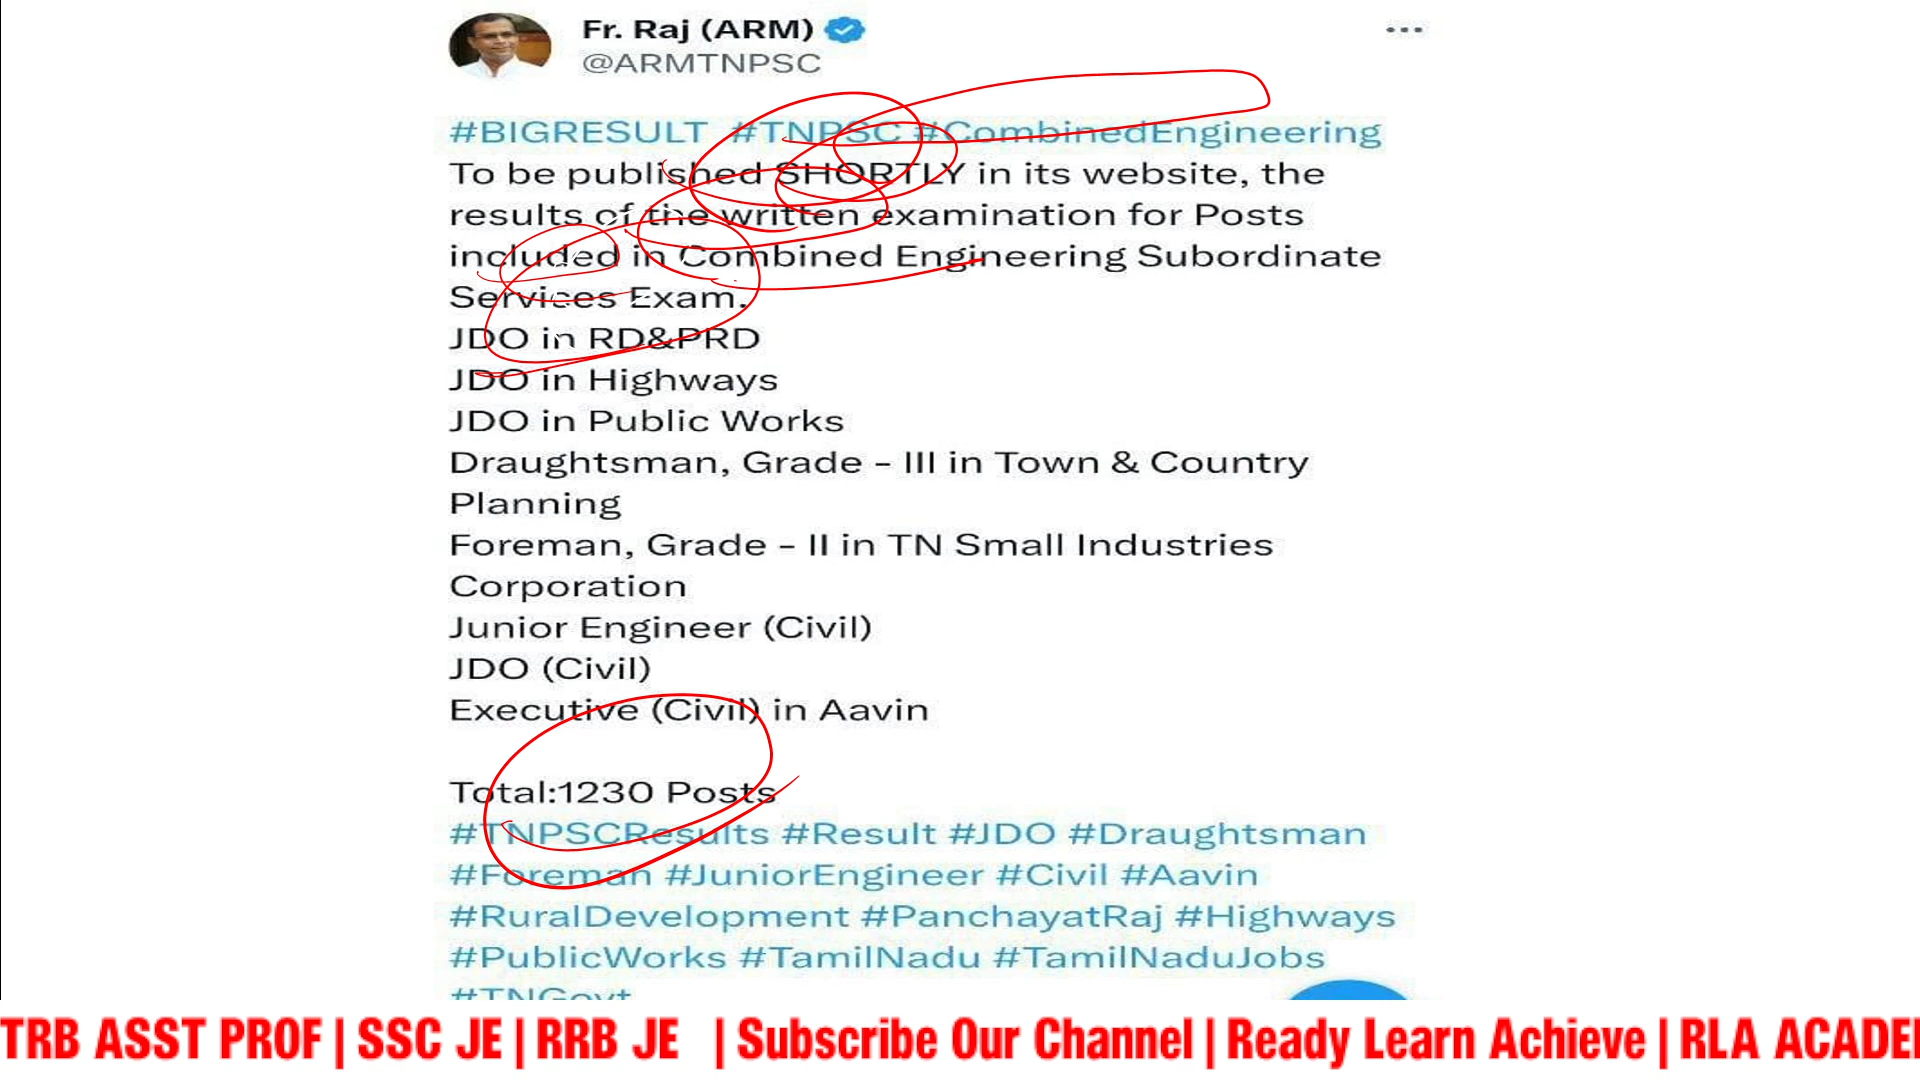 Fr. Raj (ARM)
@ARMTNPSC
#BIGRESULT #TNPSC #CombinedEngineering
To be published SHORTLY in its website, the
results of the written examination for Posts
included in Combined Engineering Subordinate
Services Exam.
JDO in RD&PRD
JDO in Highways
JDO in Public Works
Draughtsman, Grade - III in Town & Country
Planning
Foreman, Grade - II in TN Small Industries
Corporation
Junior Engineer (Civil)
JDO (Civil)
Executive (Civil) in Aavin
Total:1230 Posts
#TNPSCResults #Result #JDO #Draughtsman
#Foreman #JuniorEngineer #Civil #Aavin
#RuralDevelopment #PanchayatRaj #Highways
#PublicWorks #TamilNadu #TamilNaduJobs
#TNGovt
TRB ASST PROF | SSC JE | RRB JE | Subscribe Our Channel | Ready Learn Achieve | RLA ACADE